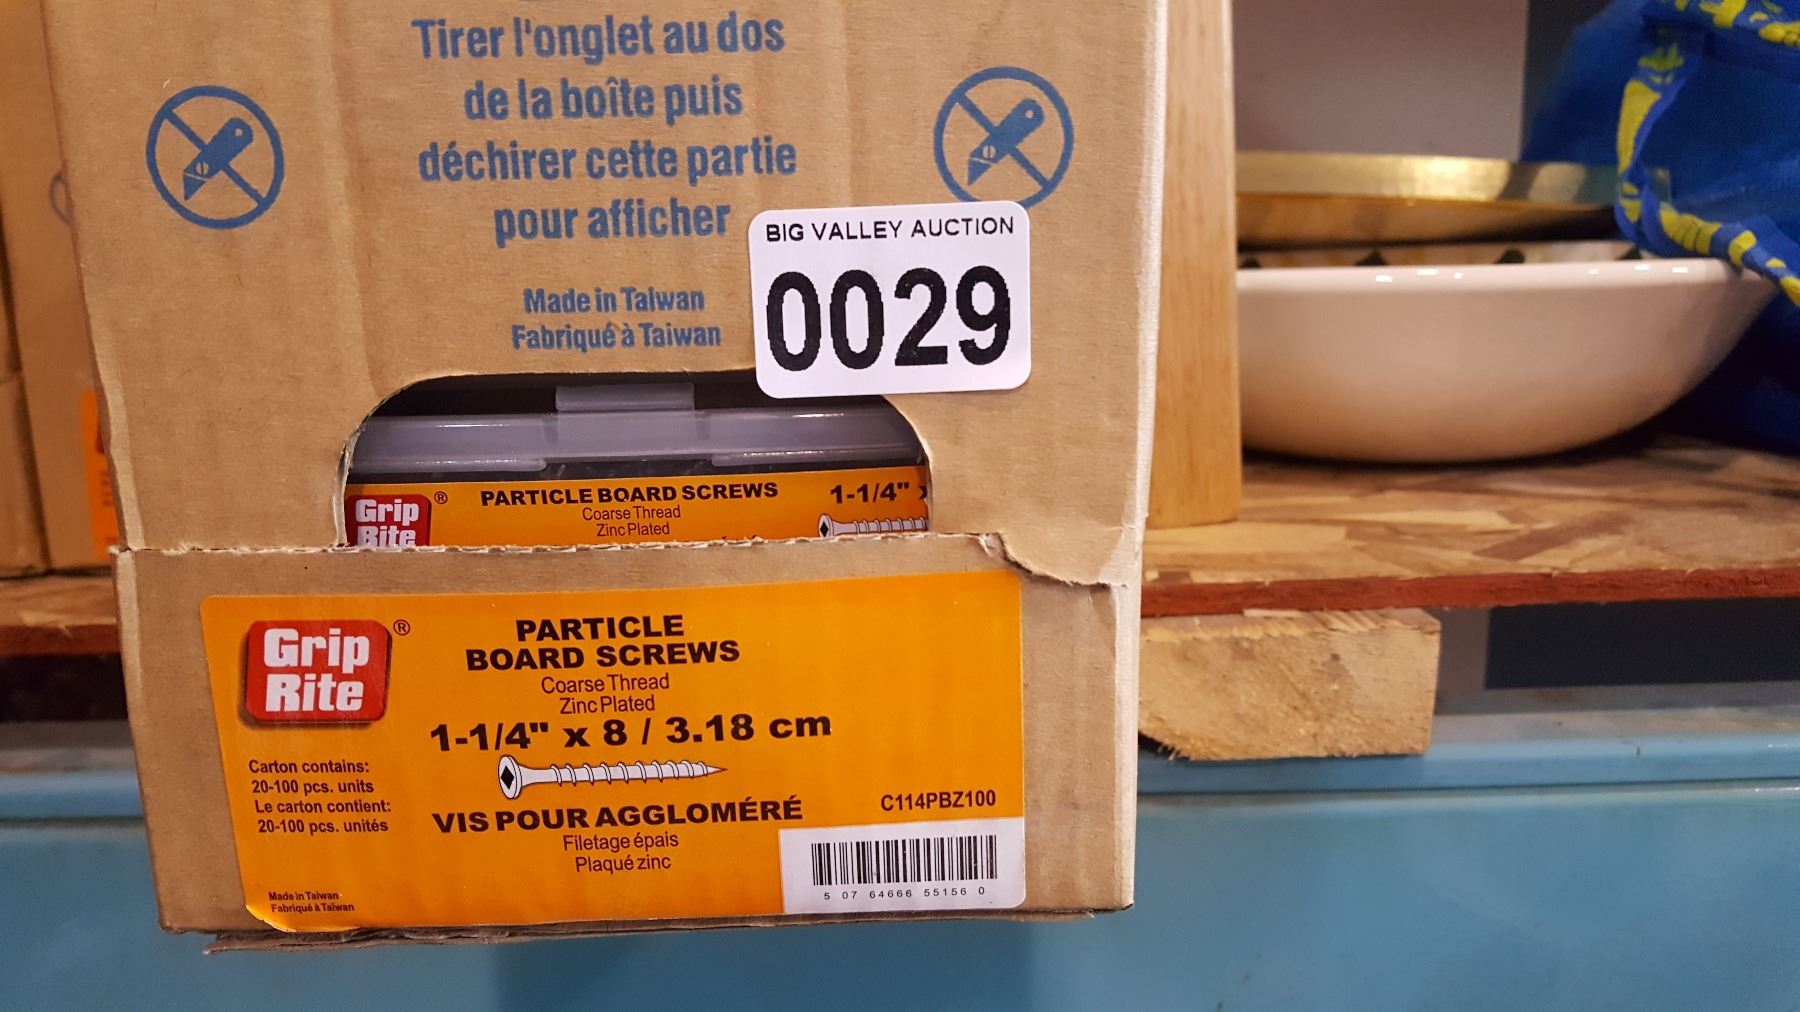 Tirer l'onglet au dos
de la boîte puis
déchirer cette partie
pour afficher
Made in Taiwan
Fabriqué à Taiwan
BIG VALLEY AUCTION
0029
Grip Rite ®
PARTICLE BOARD SCREWS
Coarse Thread
Zinc Plated
1-1/4" x
Grip
Rite ®
PARTICLE
BOARD SCREWS
Coarse Thread
Zinc Plated
1-1/4" x 8 / 3.18 cm
Carton contains:
20-100 pcs. units
Le carton contient:
20-100 pcs. unités
VIS POUR AGGLOMÉRÉ
Filetage épais
Plaqué zinc
C114PBZ100
5 07 64666 55156 0
Made in Taiwan
Fabriqué à Taiwan